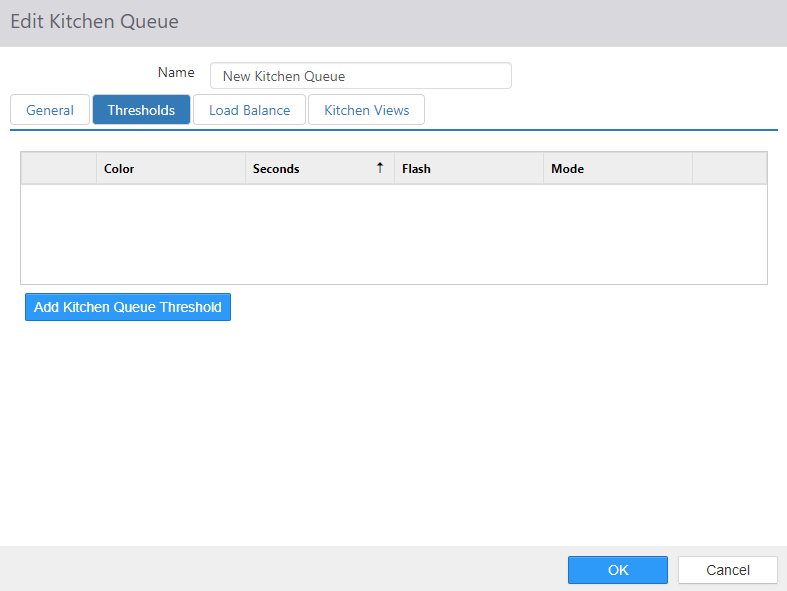 Edit Kitchen Queue
Name New Kitchen Queue
General Thresholds Load Balance Kitchen Views
Color Seconds ↑ Flash Mode
Add Kitchen Queue Threshold
OK Cancel